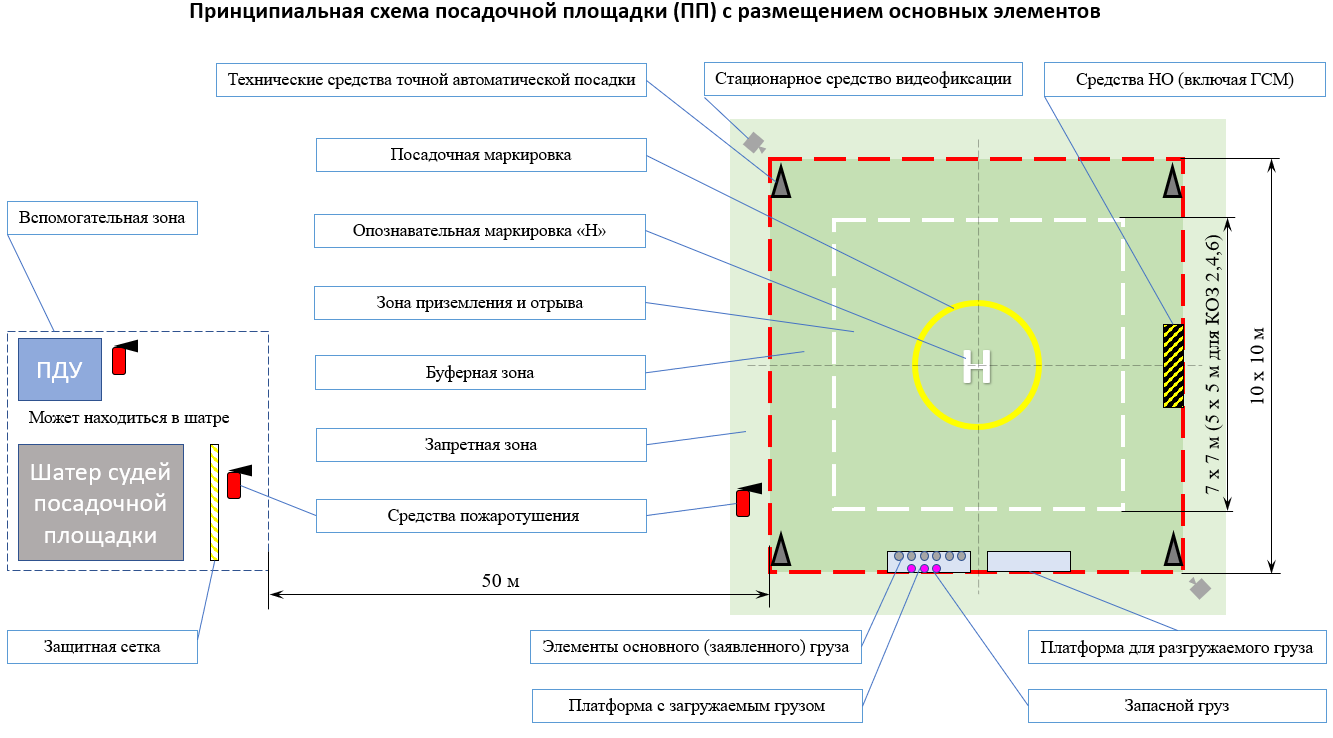 Принципиальная схема посадочной площадки (ПП) с размещением основных элементов
Технические средства точной автоматической посадки
Стационарное средство видеофиксации
Средства НО (включая ГСМ)
Посадочная маркировка
Вспомогательная зона
Опознавательная маркировка «Н»
Зона приземления и отрыва
Буферная зона
Запретная зона
Средства пожаротушения
ПДУ
Может находиться в шатре
Шатер судей
посадочной
площадки
Н
7 х 7 м (5 х 5 м для КОЗ 2,4,6)
10 х 10 м
50 м
Защитная сетка
Элементы основного (заявленного) груза
Платформа для разгружаемого груза
Платформа с загружаемым грузом
Запасной груз